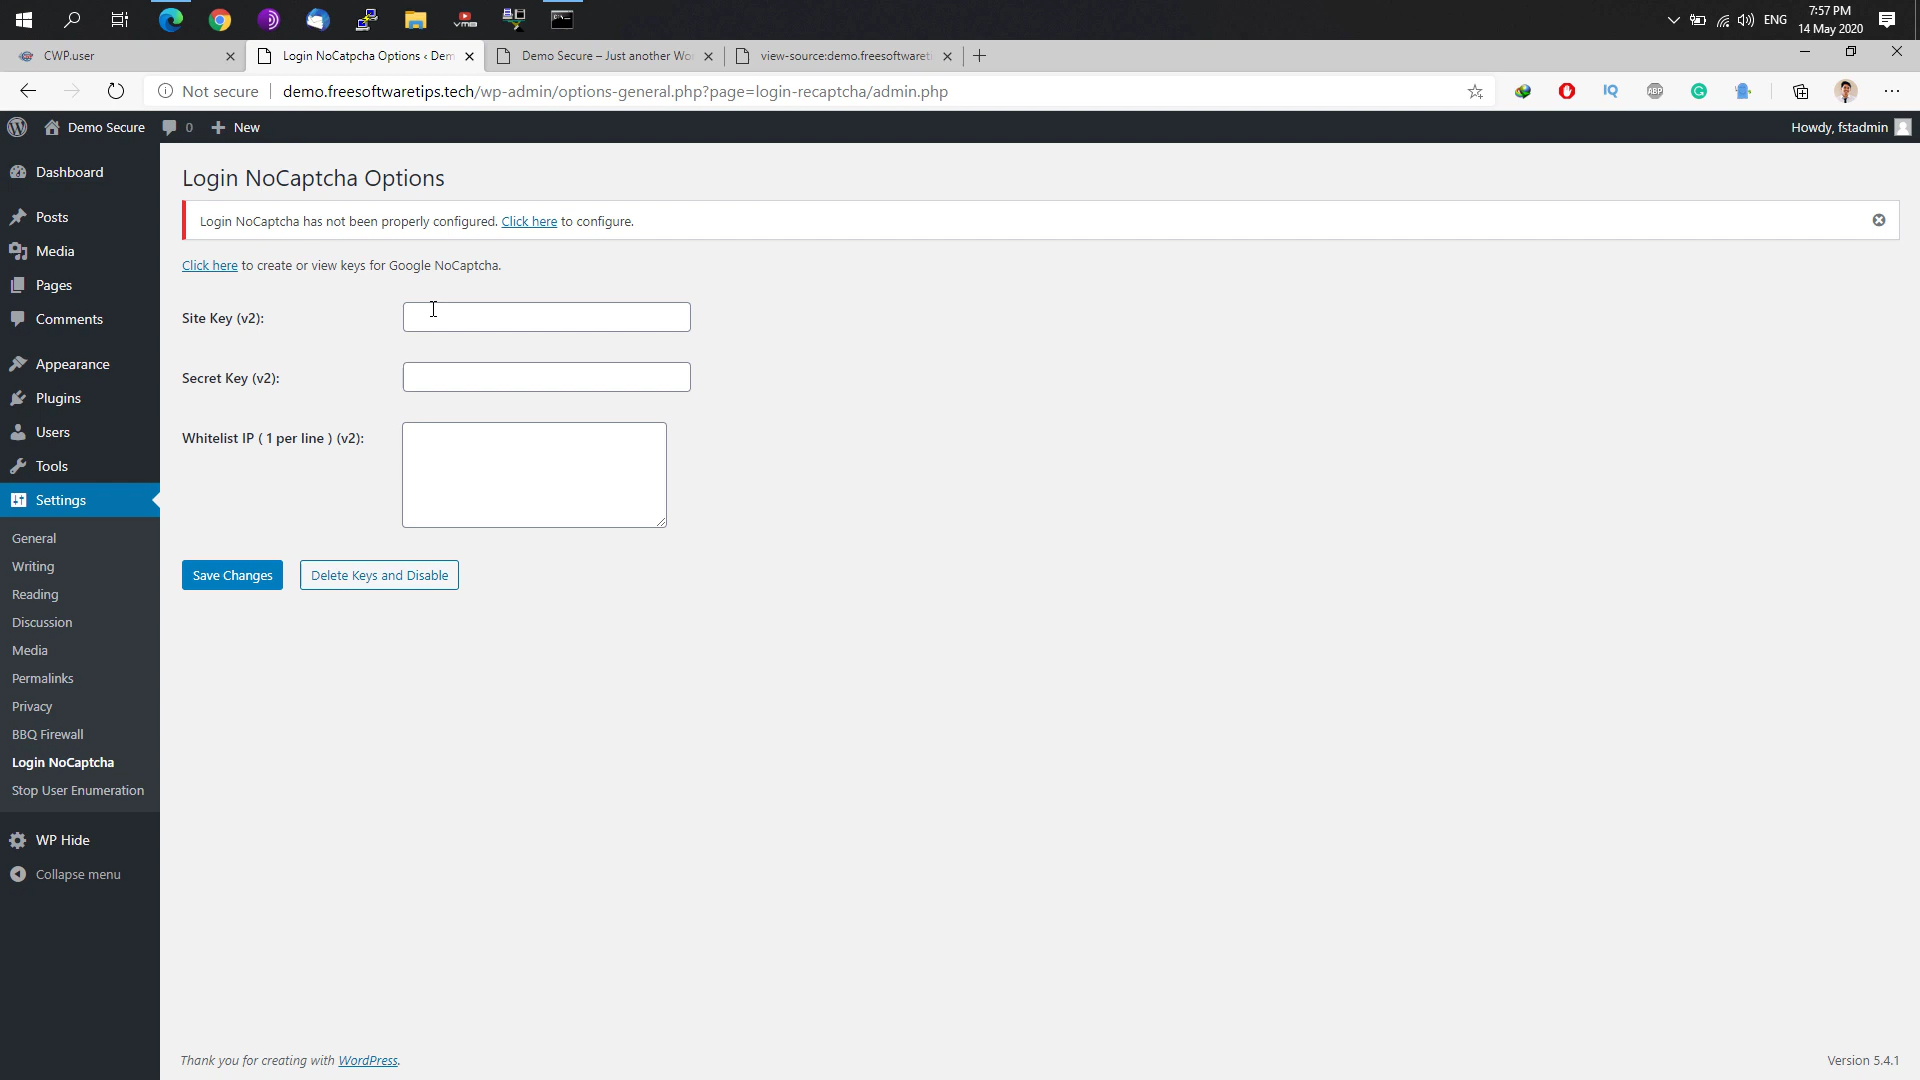 ENG
7:57 PM
14 May 2020
CWP.user
Login NoCatpcha Options ‹ Dem
Demo Secure – Just another Wo
view-source:demo.freesoftwareti
Not secure
demo.freesoftwaretips.tech/wp-admin/options-general.php?page=login-recaptcha/admin.php
Demo Secure
0
New
Howdy, fstadmin
Dashboard
Posts
Media
Pages
Comments
Appearance
Plugins
Users
Tools
Settings
General
Writing
Reading
Discussion
Media
Permalinks
Privacy
BBQ Firewall
Login NoCaptcha
Stop User Enumeration
WP Hide
Collapse menu
Login NoCaptcha Options
Login NoCaptcha has not been properly configured. Click here to configure.
Click here to create or view keys for Google NoCaptcha.
Site Key (v2):
Secret Key (v2):
Whitelist IP ( 1 per line ) (v2):
Save Changes
Delete Keys and Disable
Thank you for creating with WordPress.
Version 5.4.1